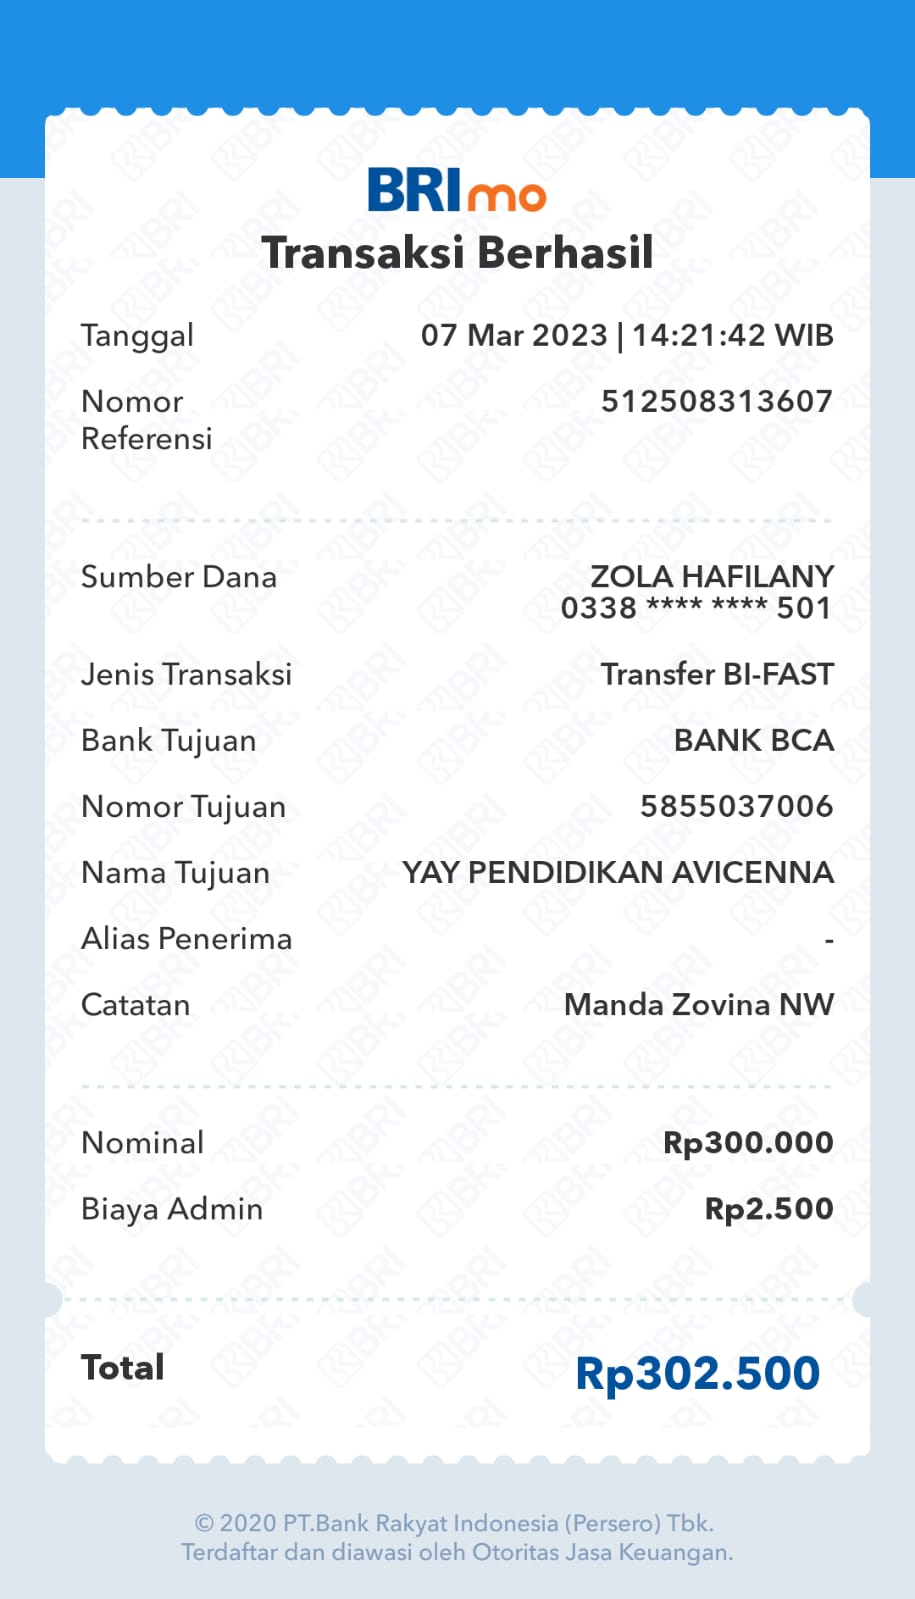 BRImo
Transaksi Berhasil
Tanggal 07 Mar 2023 | 14:21:42 WIB
Nomor Referensi 512508313607
Sumber Dana ZOLA HAFILANY
0338 **** **** 501
Jenis Transaksi Transfer BI-FAST
Bank Tujuan BANK BCA
Nomor Tujuan 5855037006
Nama Tujuan YAY PENDIDIKAN AVICENNA
Alias Penerima -
Catatan Manda Zovina NW
Nominal Rp300.000
Biaya Admin Rp2.500
Total Rp302.500
© 2020 PT.Bank Rakyat Indonesia (Persero) Tbk.
Terdaftar dan diawasi oleh Otoritas Jasa Keuangan.